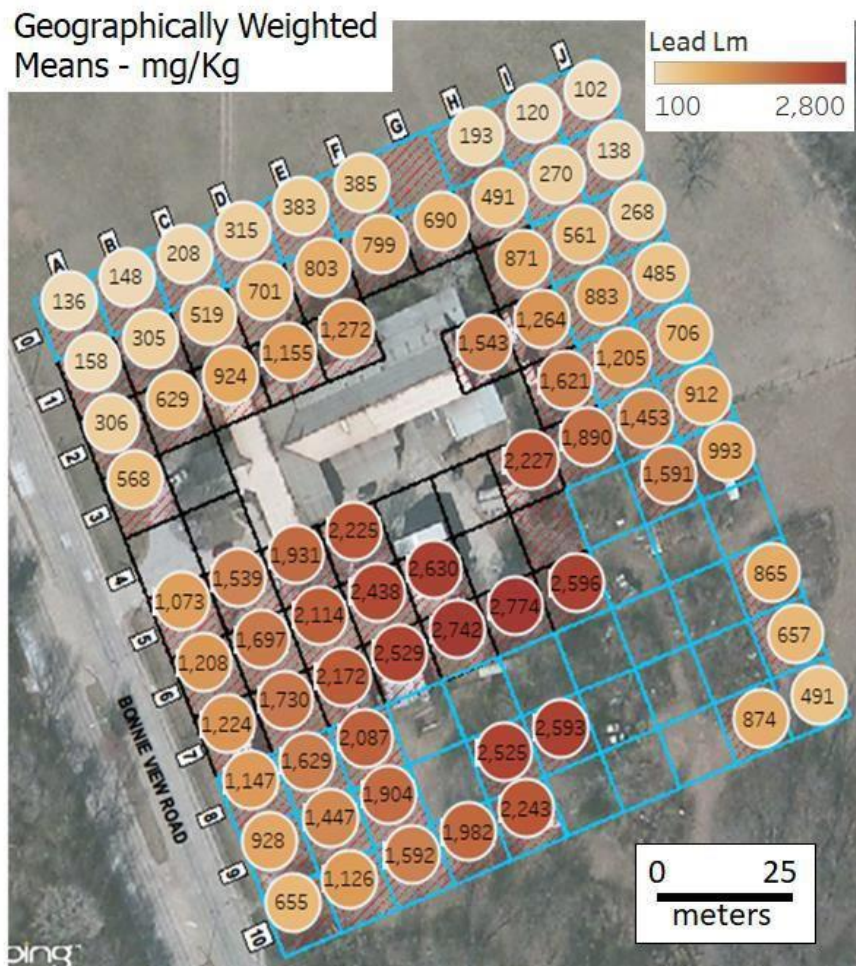 Geographically Weighted
Means - mg/Kg
Lead Lm
100 2,800
A B C D E F G H I J
0
1
2
3
4
5
6
7
8
9
10
136 148 208 315 383 385 193 120 102
158 305 519 701 803 799 690 491 270 138
306 629 924 1,155 1,272 871 561 268
568 1,543 1,264 883 485
1,621 1,205 706
1,073 1,539 1,931 2,225 2,227 1,890 1,453 912
1,208 1,697 2,114 2,438 2,630 1,591 993
1,224 1,730 2,172 2,529 2,742 2,774 2,596
1,147 1,629 2,087 865
928 1,447 1,904 2,525 2,593 657
655 1,126 1,592 1,982 2,243 874 491
BONNIE VIEW ROAD
0 25
meters
bing